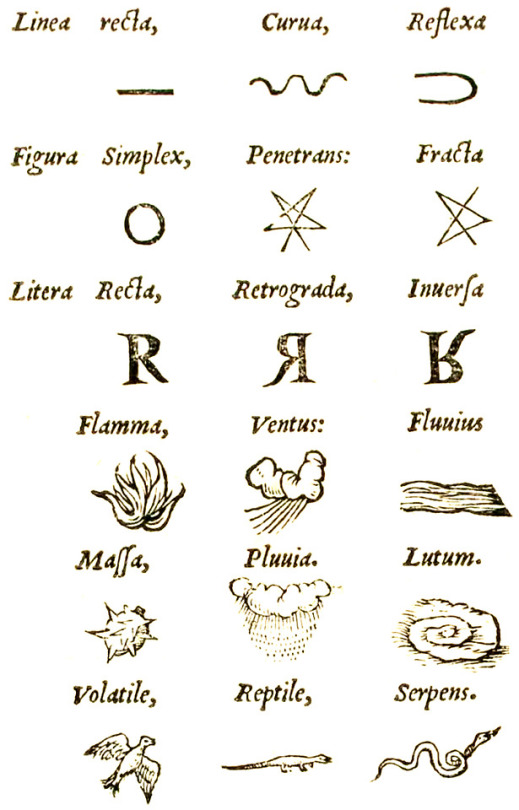 Linea recta, Curua, Reflexa
Figura Simplex, Penetrans: Fracta
Litera Recta, Retrograda, Inuerſa
R R R
Flamma, Ventus: Fluuius
Maſſa, Pluuia. Lutum.
Volatile, Reptile, Serpens.